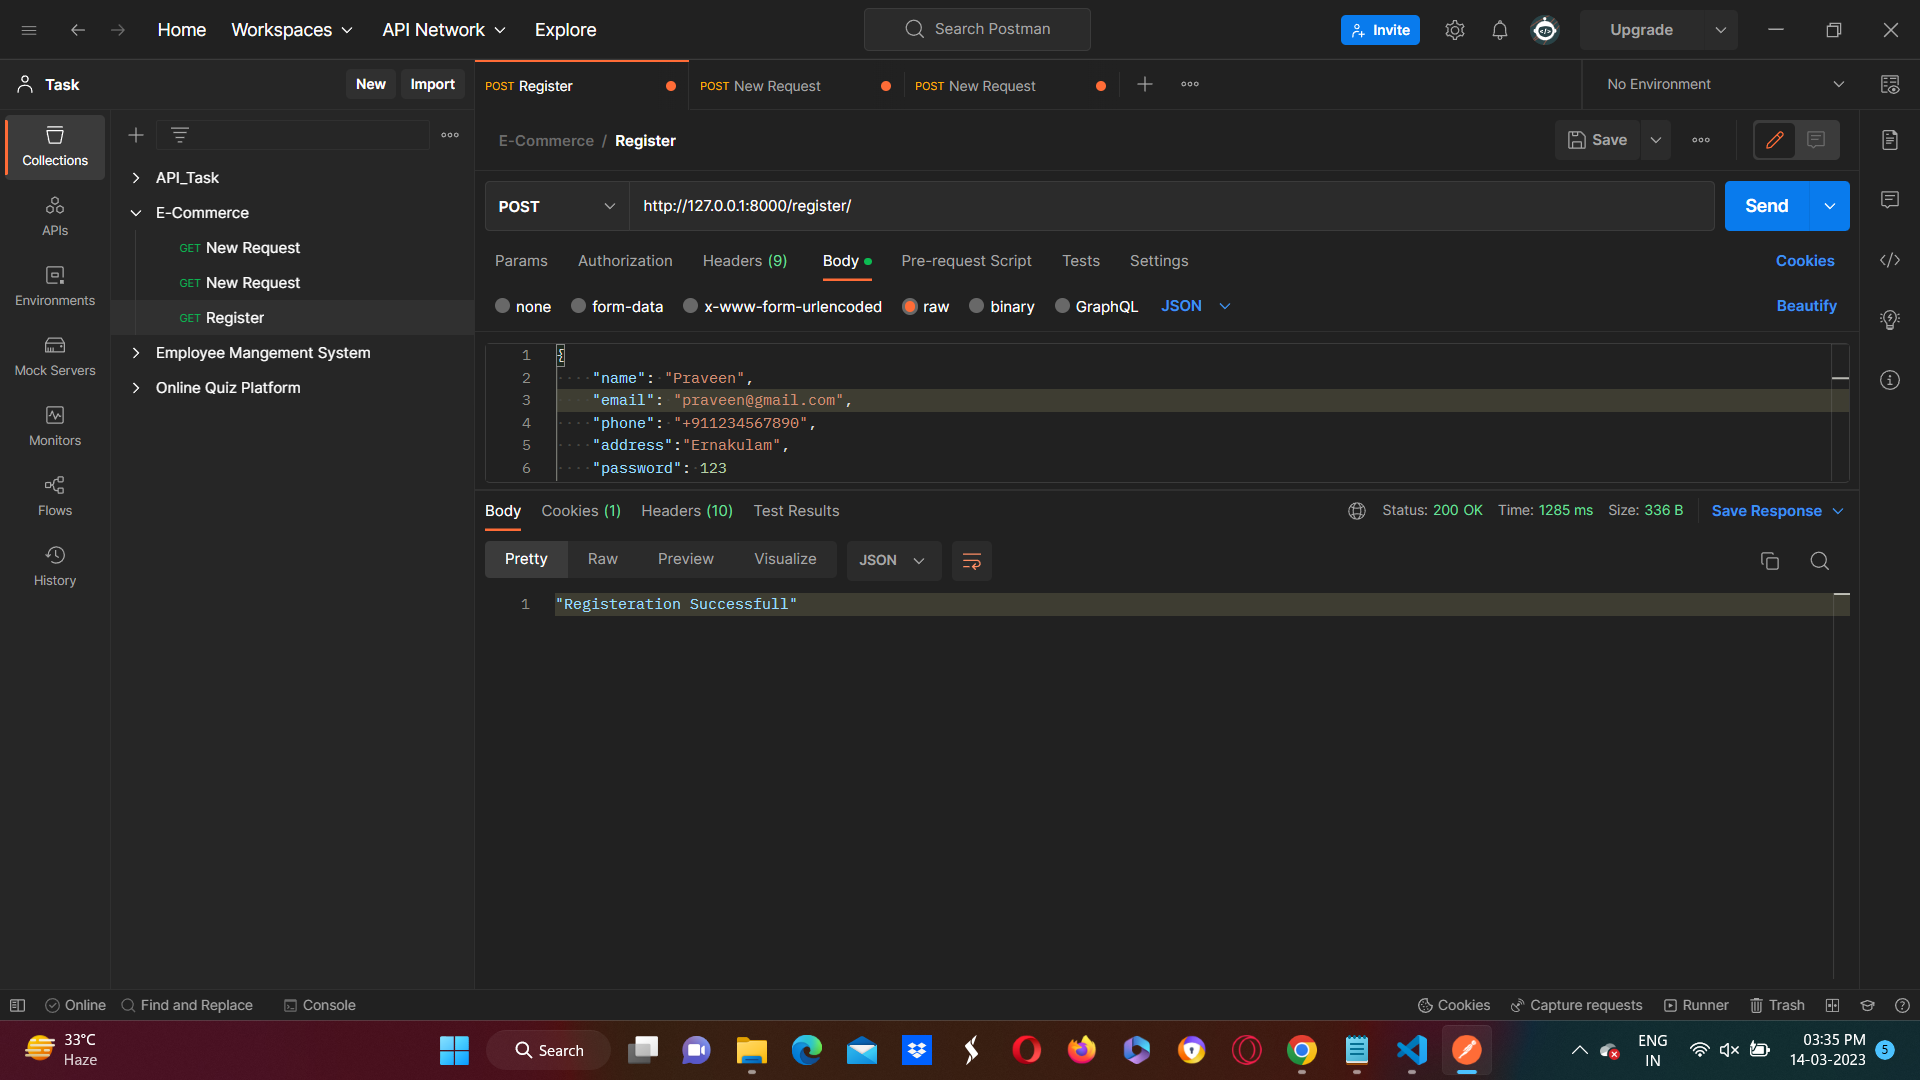 Home Workspaces API Network Explore Search Postman Invite Upgrade
Task New Import POST Register POST New Request POST New Request No Environment
E-Commerce / Register Save
Collections
APIs
Environments
Mock Servers
Monitors
Flows
History
API_Task
E-Commerce
GET New Request
GET New Request
GET Register
Employee Mangement System
Online Quiz Platform
POST http://127.0.0.1:8000/register/ Send
Params Authorization Headers (9) Body Pre-request Script Tests Settings Cookies
none form-data x-www-form-urlencoded raw binary GraphQL JSON Beautify
1 {
2 "name": "Praveen",
3 "email": "praveen@gmail.com",
4 "phone": "+911234567890",
5 "address":"Ernakulam",
6 "password": 123
Body Cookies (1) Headers (10) Test Results Status: 200 OK Time: 1285 ms Size: 336 B Save Response
Pretty Raw Preview Visualize JSON
1 "Registeration Successfull"
Online Find and Replace Console Cookies Capture requests Runner Trash
33°C
Haze
Search
ENG
IN
03:35 PM
14-03-2023
5